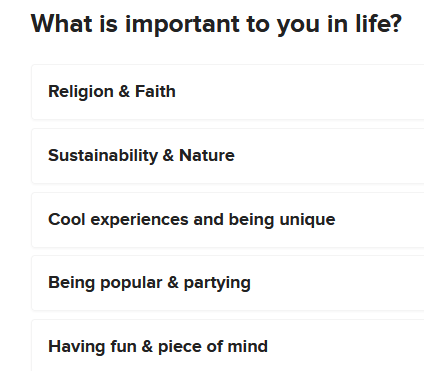 What is important to you in life?
Religion & Faith
Sustainability & Nature
Cool experiences and being unique
Being popular & partying
Having fun & piece of mind